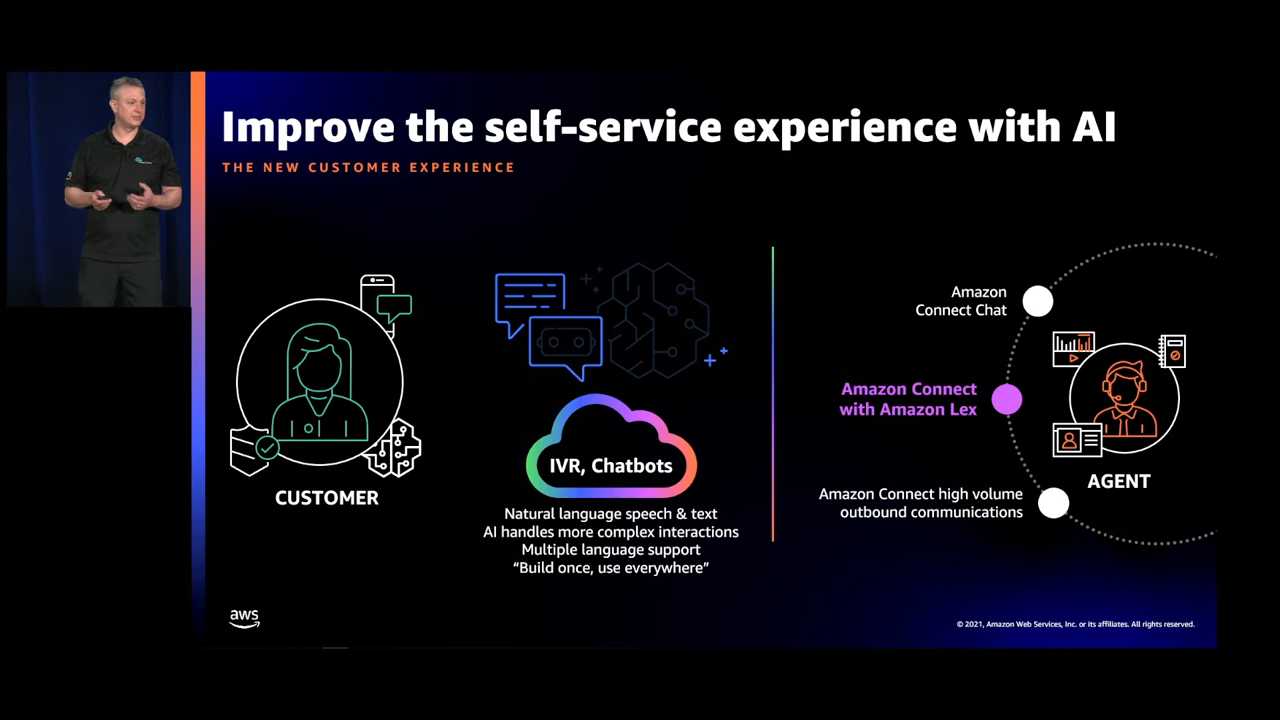 Improve the self-service experience with AI
THE NEW CUSTOMER EXPERIENCE
CUSTOMER
IVR, Chatbots
Natural language speech & text
AI handles more complex interactions
Multiple language support
“Build once, use everywhere”
Amazon
Connect Chat
Amazon Connect
with Amazon Lex
Amazon Connect high volume
outbound communications
AGENT
aws
© 2021, Amazon Web Services, Inc. or its affiliates. All rights reserved.